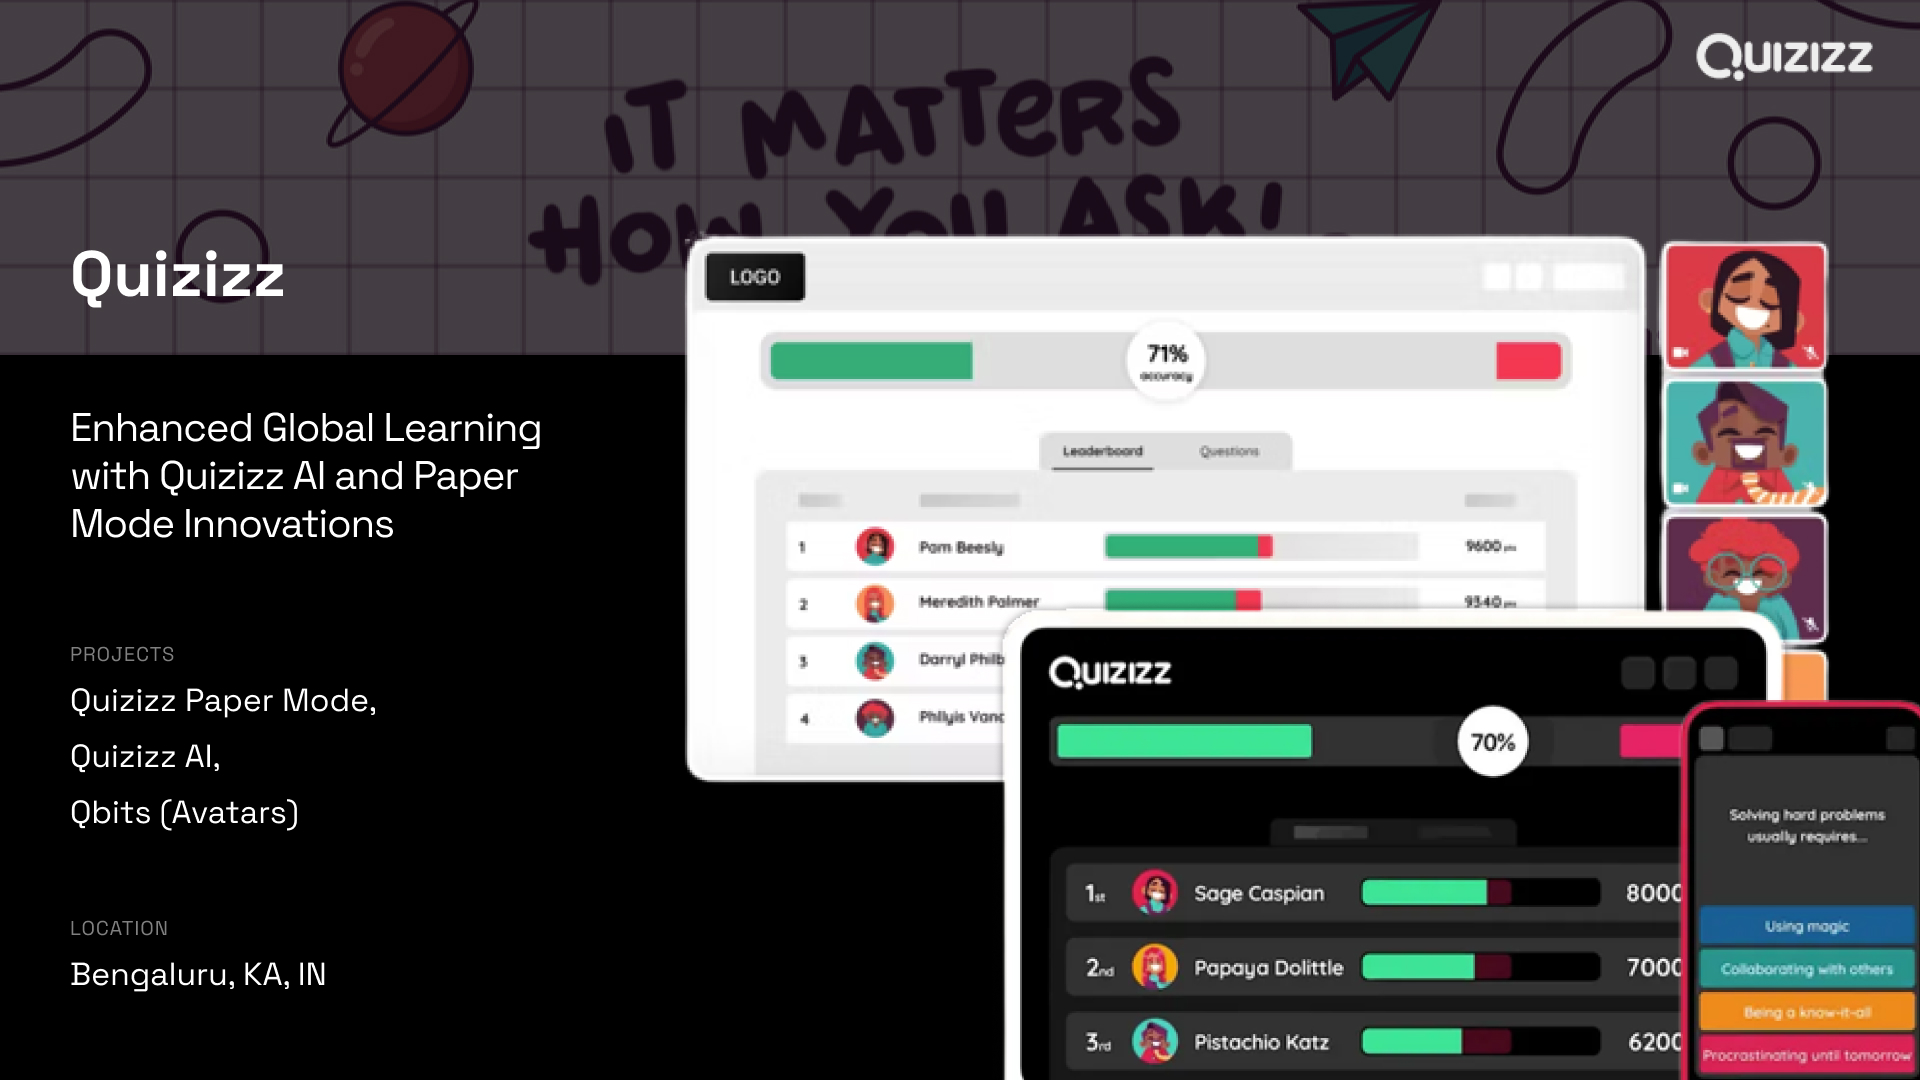 IT MATTERS
HOW YOU ASK!
QUIZIZZ
Quizizz
Enhanced Global Learning
with Quizizz AI and Paper
Mode Innovations
PROJECTS
Quizizz Paper Mode,
Quizizz AI,
Qbits (Avatars)
LOCATION
Bengaluru, KA, IN
LOGO
71%
accuracy
Leaderboard Questions
1 Pam Beesly 9600 pts
2 Meredith Palmer 9340 pts
3 Darryl Philb
4 Phllyis Vanc
QUIZIZZ
70%
1st Sage Caspian 8000
2nd Papaya Dolittle 7000
3rd Pistachio Katz 6200
Solving hard problems
usually requires...
Using magic
Collaborating with others
Being a know-it-all
Procrastinating until tomorrow